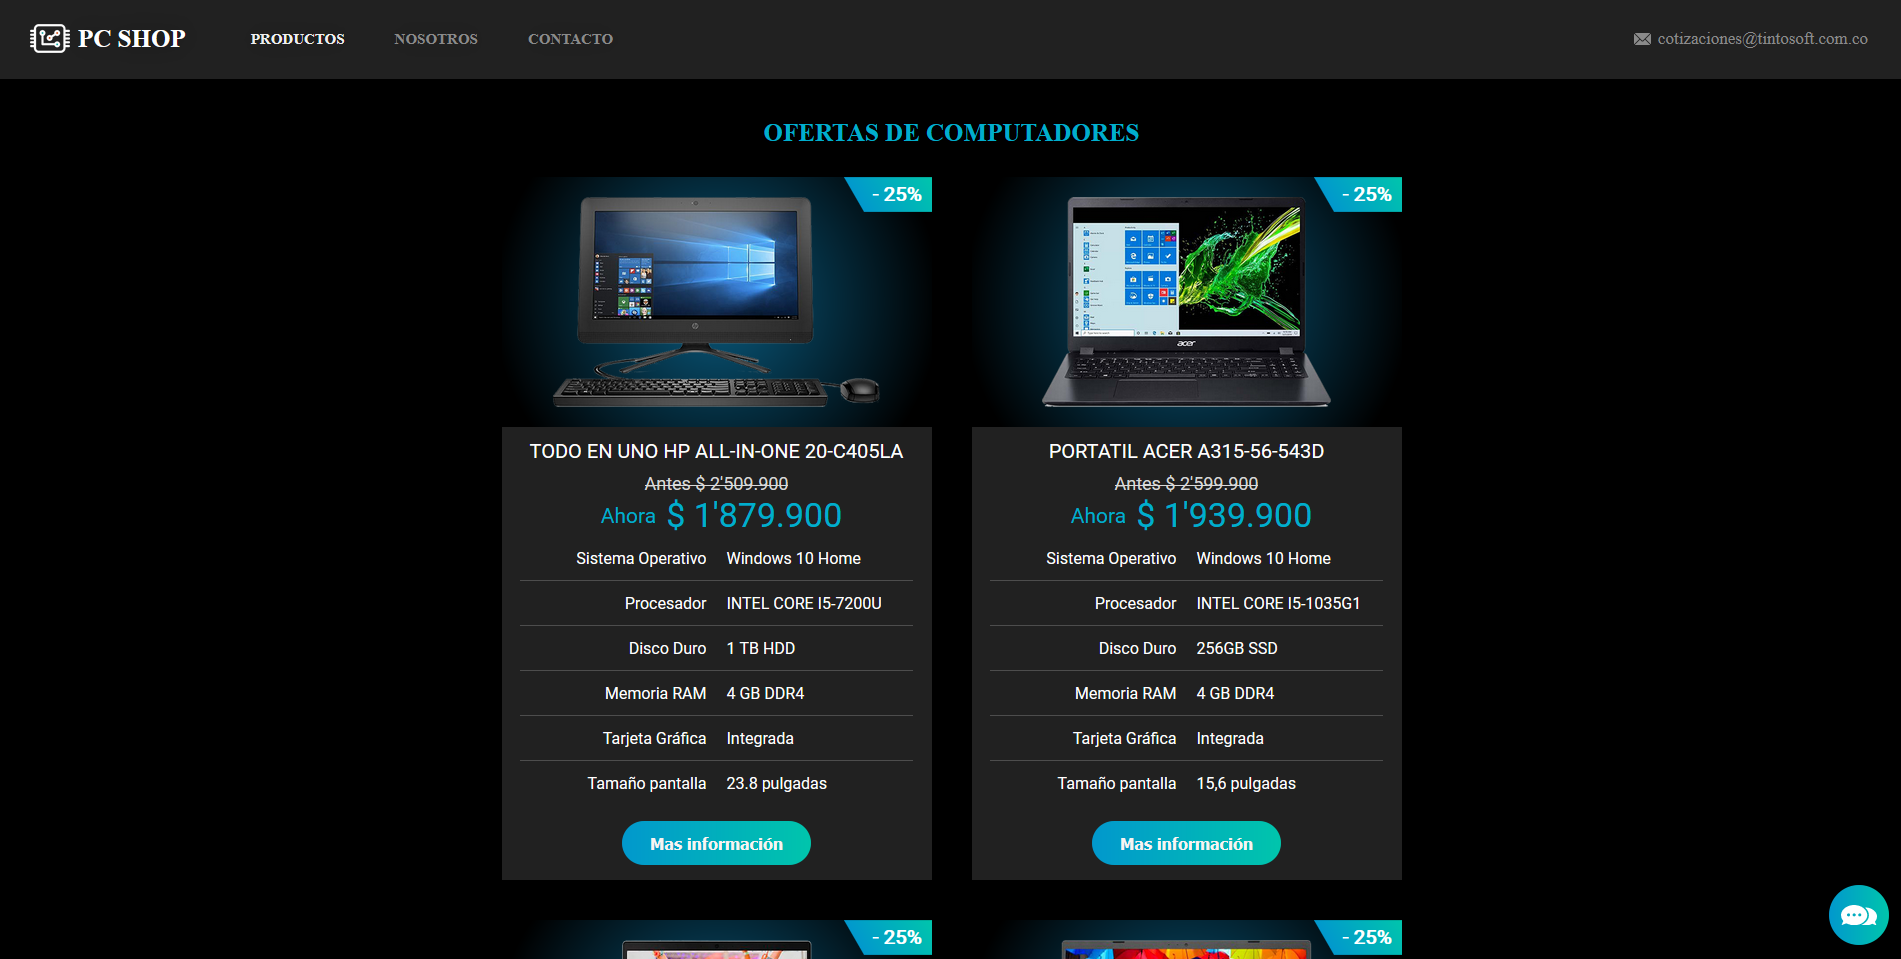 PC SHOP
PRODUCTOS
NOSOTROS
CONTACTO
cotizaciones@tintosoft.com.co
OFERTAS DE COMPUTADORES
- 25%
TODO EN UNO HP ALL-IN-ONE 20-C405LA
Antes $ 2'509.900
Ahora $ 1'879.900
Sistema Operativo Windows 10 Home
Procesador INTEL CORE I5-7200U
Disco Duro 1 TB HDD
Memoria RAM 4 GB DDR4
Tarjeta Gráfica Integrada
Tamaño pantalla 23.8 pulgadas
Mas información
- 25%
acer
PORTATIL ACER A315-56-543D
Antes $ 2'599.900
Ahora $ 1'939.900
Sistema Operativo Windows 10 Home
Procesador INTEL CORE I5-1035G1
Disco Duro 256GB SSD
Memoria RAM 4 GB DDR4
Tarjeta Gráfica Integrada
Tamaño pantalla 15,6 pulgadas
Mas información
- 25%
- 25%